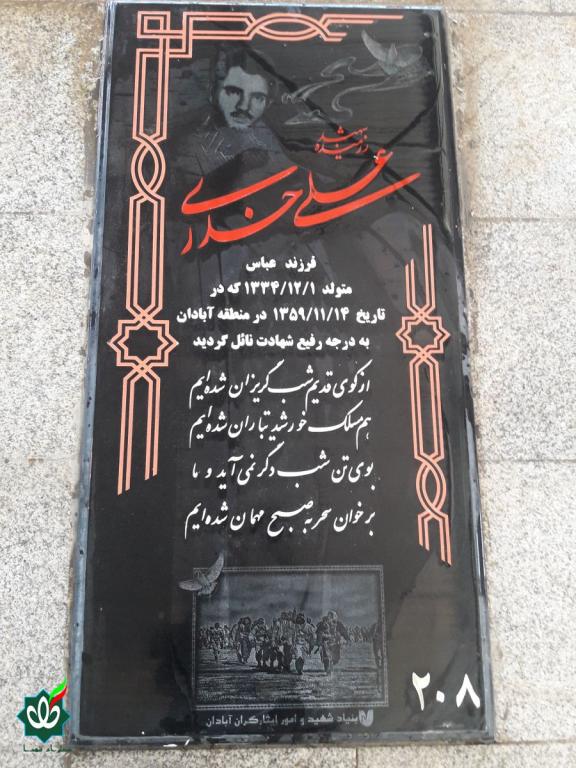 شهید
رزمنده
علی حیدری
فرزند عباس
متولد ۱۳۳۴/۱۲/۱ که در
تاریخ ۱۳۵۹/۱۱/۱۴ در منطقه آبادان
به درجه رفیع شهادت نائل گردید
از کوی قدیم شب گریزان شده‌ایم
هم مسلک خورشید تباران شده‌ایم
بوی تن شب دگر نمی آید و ما
بر خوان سحر به صبح مهمان شده‌ایم
۲۰۸
بنیاد شهید و امور ایثارگران آبادان